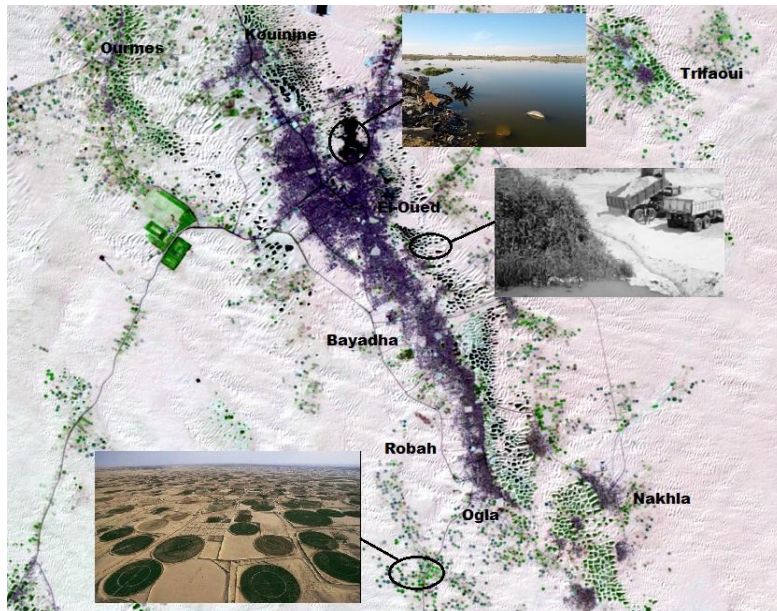 Ourmes
Kouinine
Trifaoui
El-Oued
Bayadha
Robah
Ogla
Nakhla